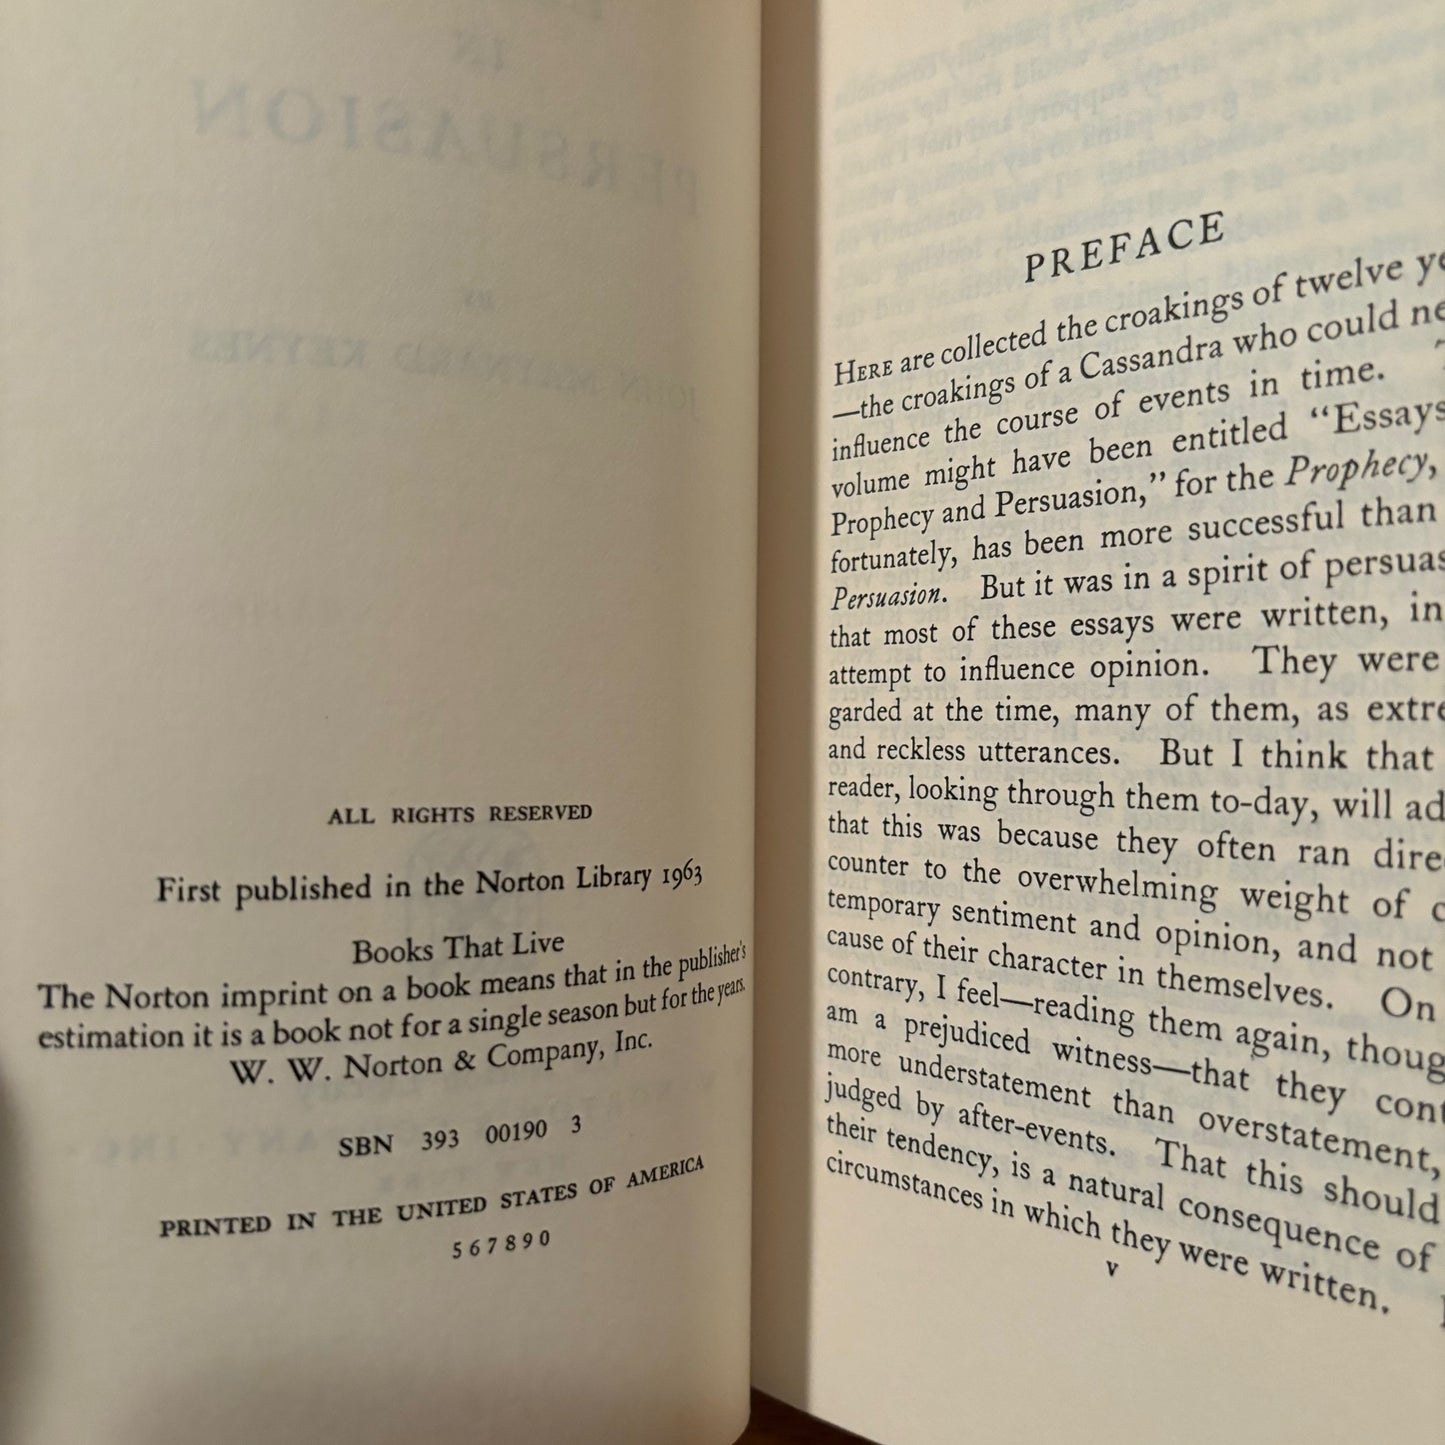 ALL RIGHTS RESERVED
First published in the Norton Library 1963
Books That Live
The Norton imprint on a book means that in the publisher's
estimation it is a book not for a single season but for the years.
W. W. Norton & Company, Inc.
SBN 393 00190 3
PRINTED IN THE UNITED STATES OF AMERICA
5 6 7 8 9 0
PREFACE
HERE are collected the croakings of twelve ye
—the croakings of a Cassandra who could ne
influence the course of events in time.
volume might have been entitled “Essays
Prophecy and Persuasion,” for the Prophecy,
fortunately, has been more successful than
Persuasion. But it was in a spirit of persuas
that most of these essays were written, in
attempt to influence opinion. They were
garded at the time, many of them, as extre
and reckless utterances. But I think that
reader, looking through them to-day, will ad
that this was because they often ran dire
counter to the overwhelming weight of c
temporary sentiment and opinion, and not
cause of their character in themselves. On
contrary, I feel—reading them again, thoug
am a prejudiced witness—that they cont
more understatement than overstatement,
judged by after-events. That this should
their tendency, is a natural consequence of
circumstances in which they were written.
v